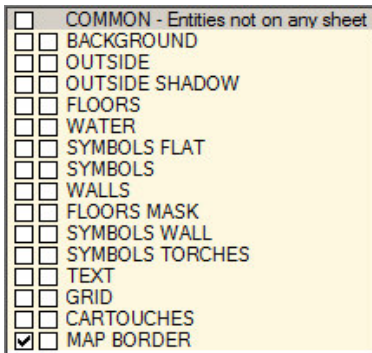 COMMON - Entities not on any sheet
BACKGROUND
OUTSIDE
OUTSIDE SHADOW
FLOORS
WATER
SYMBOLS FLAT
SYMBOLS
WALLS
FLOORS MASK
SYMBOLS WALL
SYMBOLS TORCHES
TEXT
GRID
CARTOUCHES
MAP BORDER